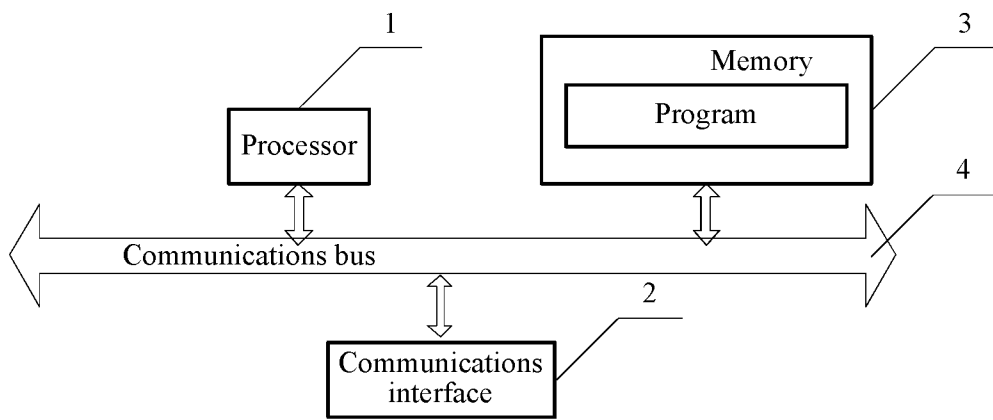 1
3
Memory
Program
Processor
4
Communications bus
2
Communications
interface